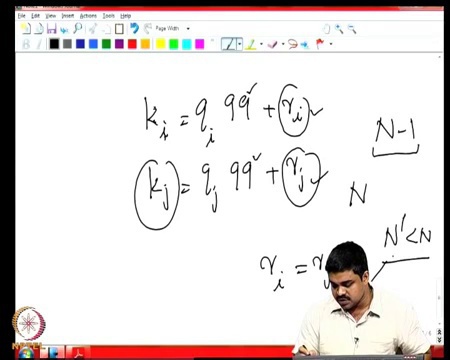 File Edit View Insert Actions Tools Help
Page Width
k_i = q_i 99 + r_i
N-1
k_j = q_j 99 + r_j
N
N' < N
r_i = r